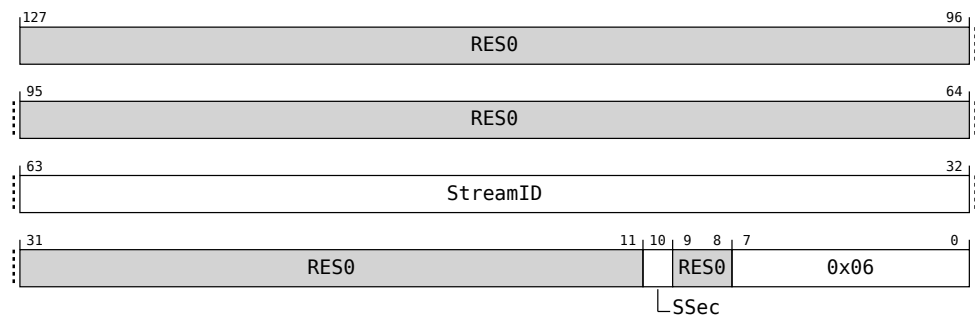 127 96
RES0
95 64
RES0
63 32
StreamID
31 11 10 9 8 7 0
RES0 RES0 0x06
SSec